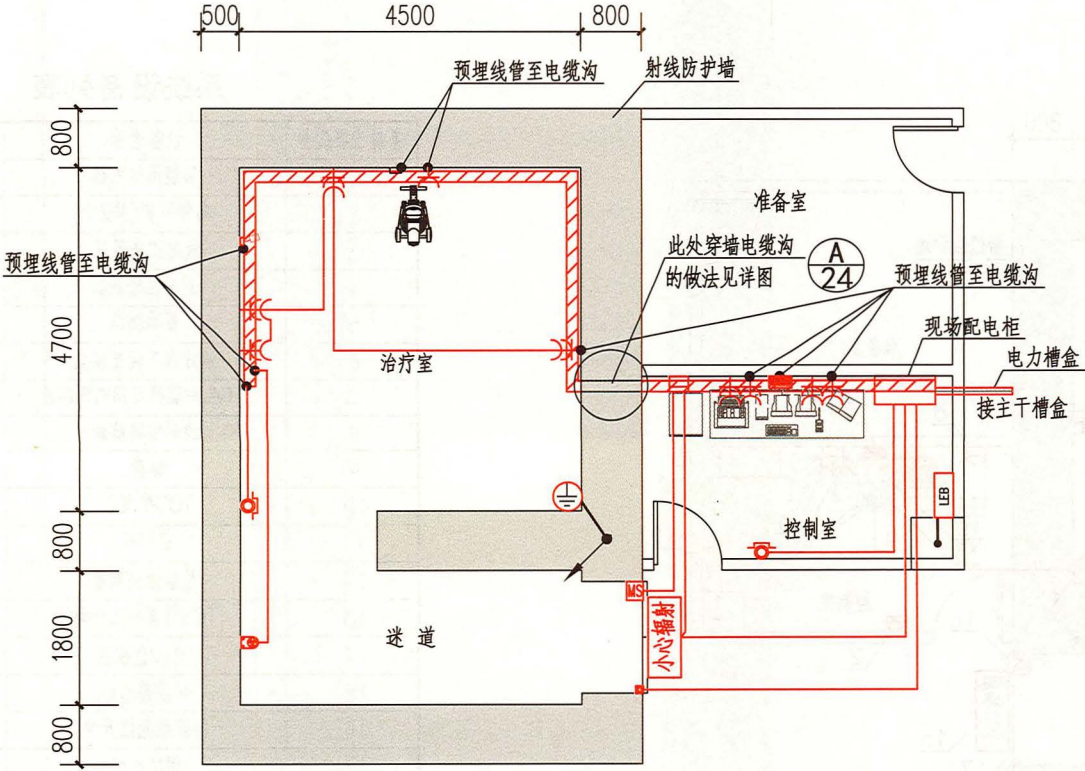 500
4500
800
预埋线管至电缆沟
射线防护墙
800
准备室
此处穿墙电缆沟
的做法见详图
A
24
预埋线管至电缆沟
预埋线管至电缆沟
现场配电柜
4700
治疗室
电力槽盒
接主干槽盒
LEB
控制室
800
MS
小心辐射
1800
迷道
800